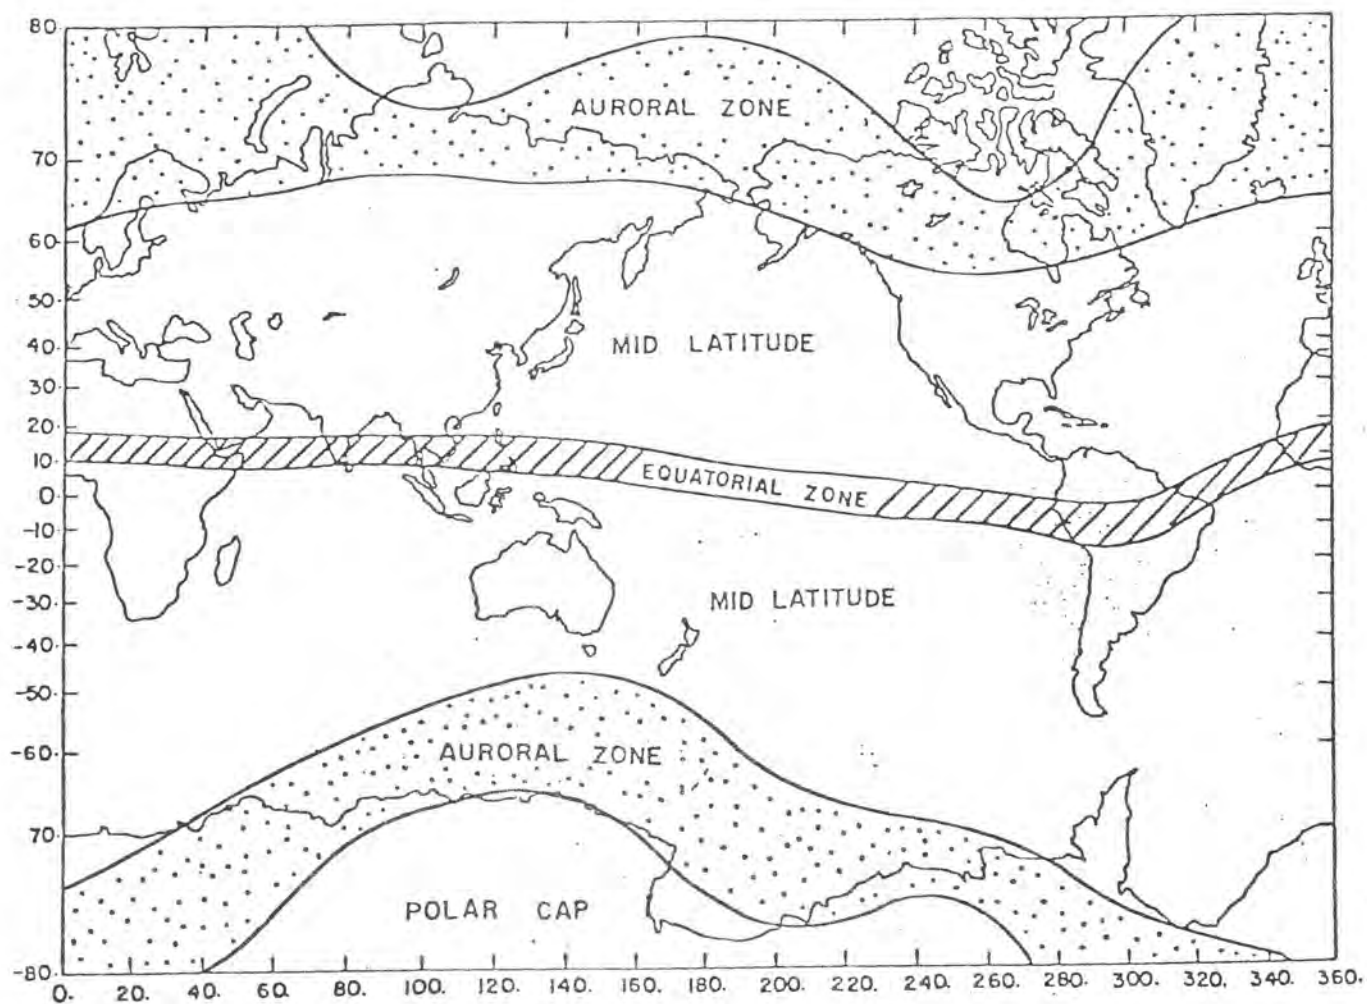 80.
AURORAL ZONE
70
60.
50.
40.
MID LATITUDE
30.
20
10.
EQUATORIAL ZONE
0.
-10.
-20.
MID LATITUDE
-30.
-40.
-50.
-60.
AURORAL ZONE
-70.
POLAR CAP
-80.
0. 20. 40. 60. 80. 100. 120. 140. 160. 180. 200. 220. 240. 260. 280. 300. 320. 340. 360.